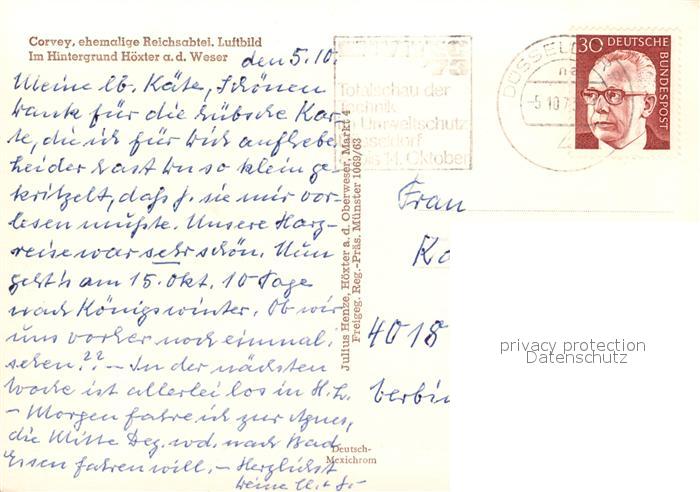 Corvey, ehemalige Reichsabtei. Luftbild
Im Hintergrund Höxter a. d. Weser
den 5.10.
Meine lb. Käte, Schönen
Dank für die hübsche Kar-
te, die ich für Dich aufhebe.
Leider hast Du so klein ge-
kritzelt, daß J. sie mir vor-
lesen mußte. Unsere Harz-
reise war sehr schön. Nun
geht's am 15. Okt. 10 Tage
nach Königswinter. Ob wir
uns vorher noch einmal
sehen?? – In der nächsten
Woche ist allerlei los in H. L.
– Morgen fahre ich zur Agnes,
die Mitte Dez. wd. nach Bad
Essen fahren will. – Herzlichst
Deine
Julius Henze, Höxter a. d. Oberweser, Markt 4
Freigeg. Reg.-Präs. Münster 1069/63
Deutsch-
Mexichrom
73
Totalschau der
Technik
im Umweltschutz
Düsseldorf
bis 14. Oktober
DÜSSELDORF
-5.10.73
30 DEUTSCHE
BUNDESPOST
Frau
Ka
4018
privacy protection
Datenschutz